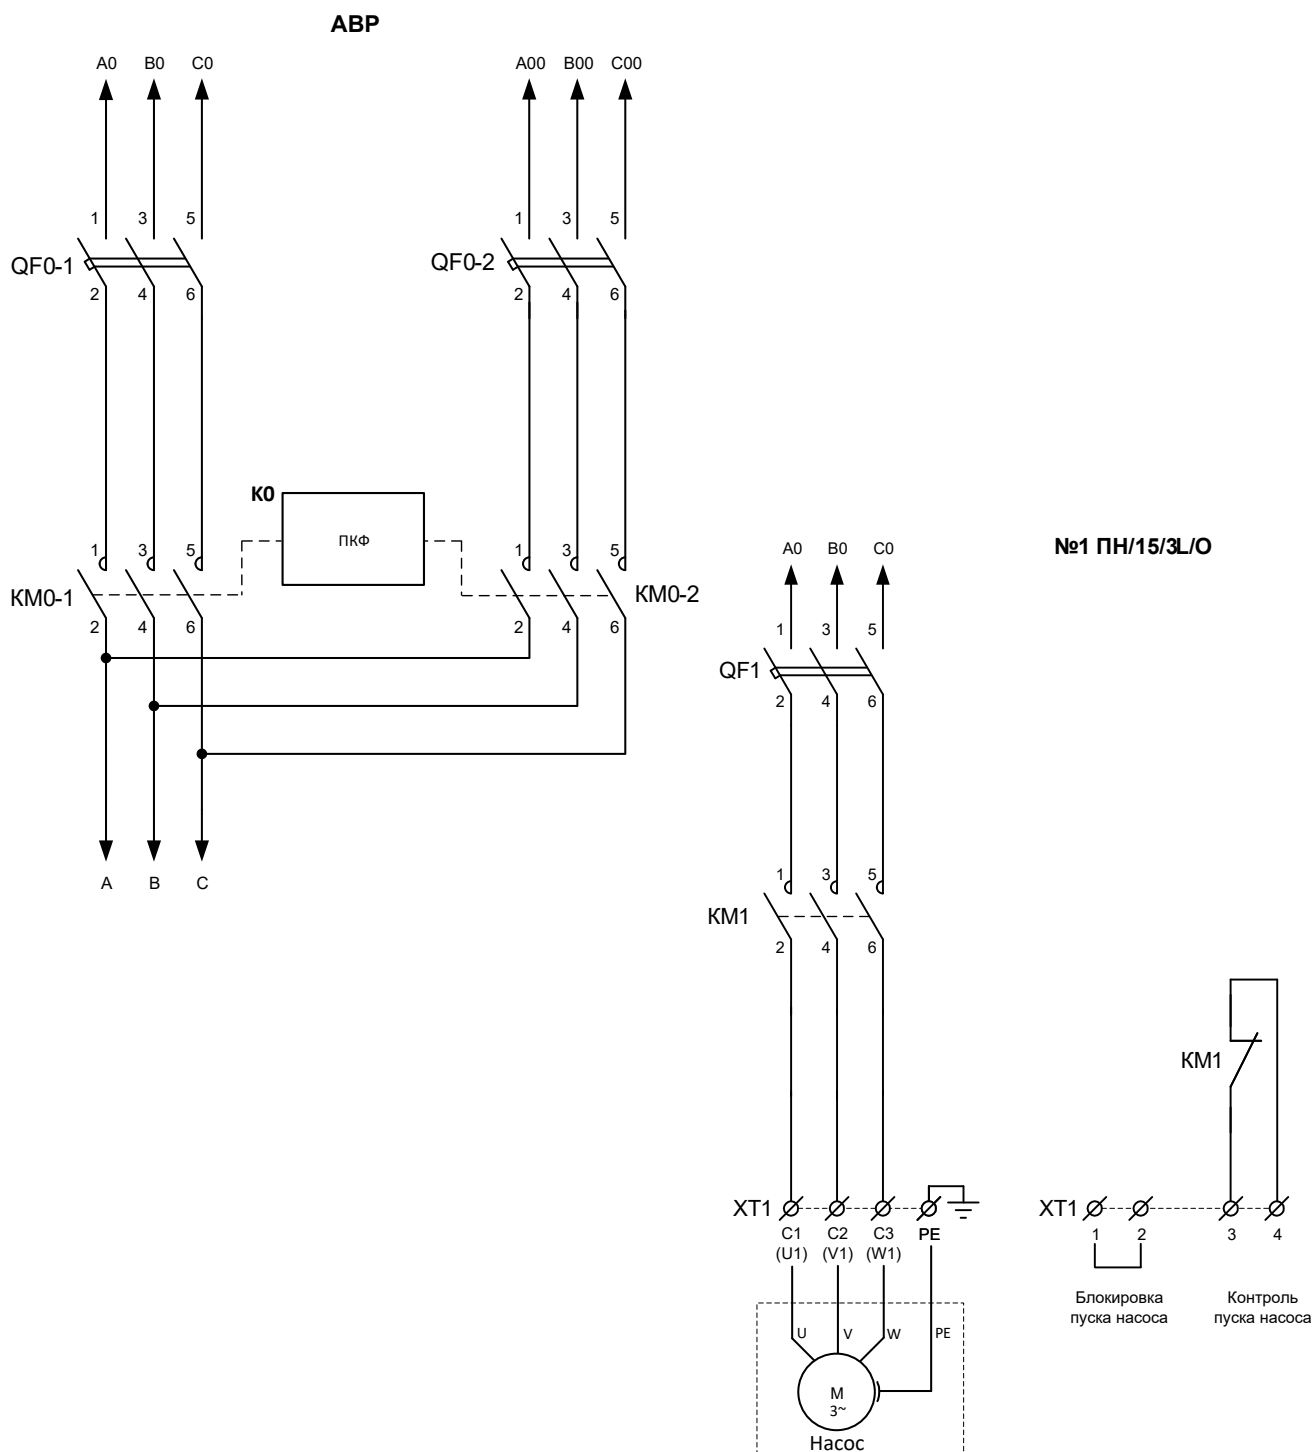 АВР
A0 B0 C0 A00 B00 C00
1 3 5 1 3 5
QF0-1 QF0-2
2 4 6 2 4 6
К0
ПКФ
1 3 5 1 3 5
КМ0-1 КМ0-2
2 4 6 2 4 6
A B C
№1 ПН/15/3L/О
A0 B0 C0
1 3 5
QF1
2 4 6
1 3 5
КМ1
2 4 6
КМ1
XT1
C1 C2 C3 PE
(U1) (V1) (W1)
U V W PE
М
3~
Насос
XT1
1 2 3 4
Блокировка
пуска насоса
Контроль
пуска насоса